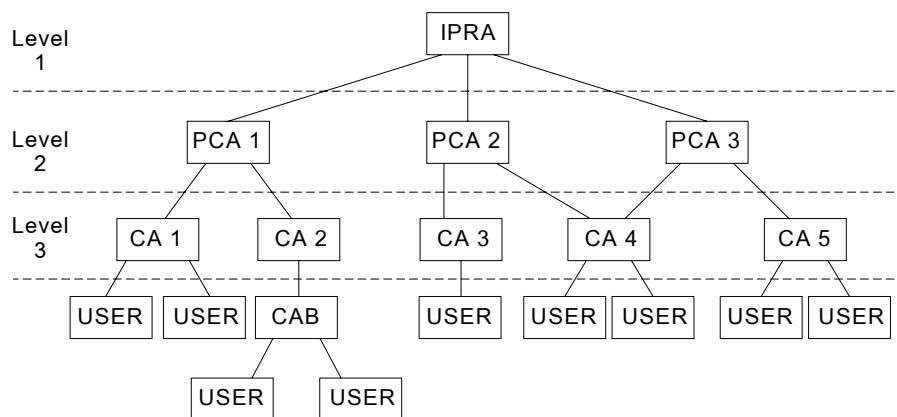 Level
1
IPRA
Level
2
PCA 1
PCA 2
PCA 3
Level
3
CA 1
CA 2
CA 3
CA 4
CA 5
USER
USER
CAB
USER
USER
USER
USER
USER
USER
USER